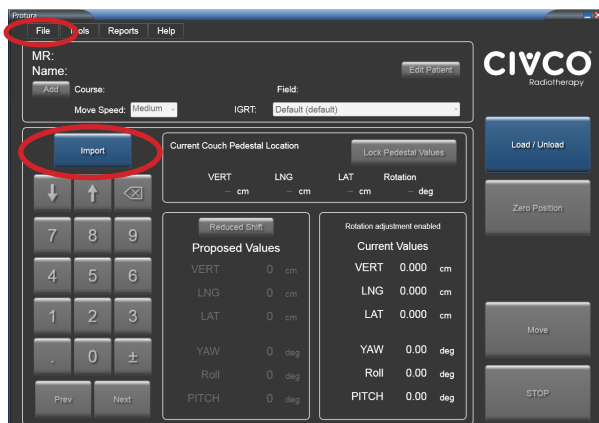 Protura
File Tools Reports Help
MR:
Name:
Edit Patient
Add Course: Field:
Move Speed: Medium IGRT: Default (default)
CIVCO
Radiotherapy
Import
Current Couch Pedestal Location
Lock Pedestal Values
VERT LNG LAT Rotation
-- cm -- cm -- cm -- deg
Load / Unload
Zero Position
7 8 9
4 5 6
1 2 3
. 0 ±
Prev Next
Reduced Shift
Proposed Values
VERT 0 cm
LNG 0 cm
LAT 0 cm
YAW 0 deg
Roll 0 deg
PITCH 0 deg
Rotation adjustment enabled
Current Values
VERT 0.000 cm
LNG 0.000 cm
LAT 0.000 cm
YAW 0.00 deg
Roll 0.00 deg
PITCH 0.00 deg
Move
STOP